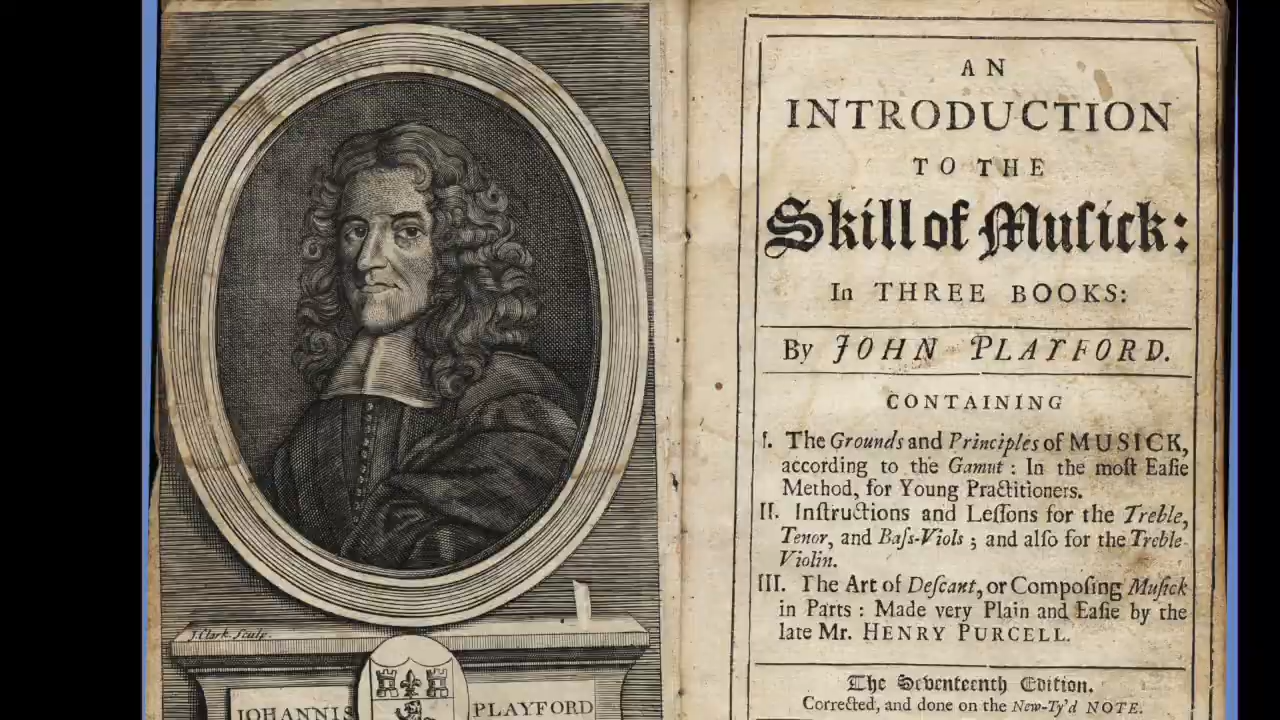 J. Clark Sculp.
JOHANNIS PLAYFORD
AN
INTRODUCTION
TO THE
Skill of Muſick:
In THREE BOOKS:
By JOHN PLAYFORD.
CONTAINING
I. The Grounds and Principles of MUSICK,
according to the Gamut : In the moſt Eaſie
Method, for Young Practitioners.
II. Inſtructions and Leſſons for the Treble,
Tenor, and Baſs-Viols ; and alſo for the Treble-
Violin.
III. The Art of Deſcant, or Compoſing Muſick
in Parts : Made very Plain and Eaſie by the
late Mr. HENRY PURCELL.
The Seventeenth Edition.
Corrected, and done on the New-Ty'd NOTE.